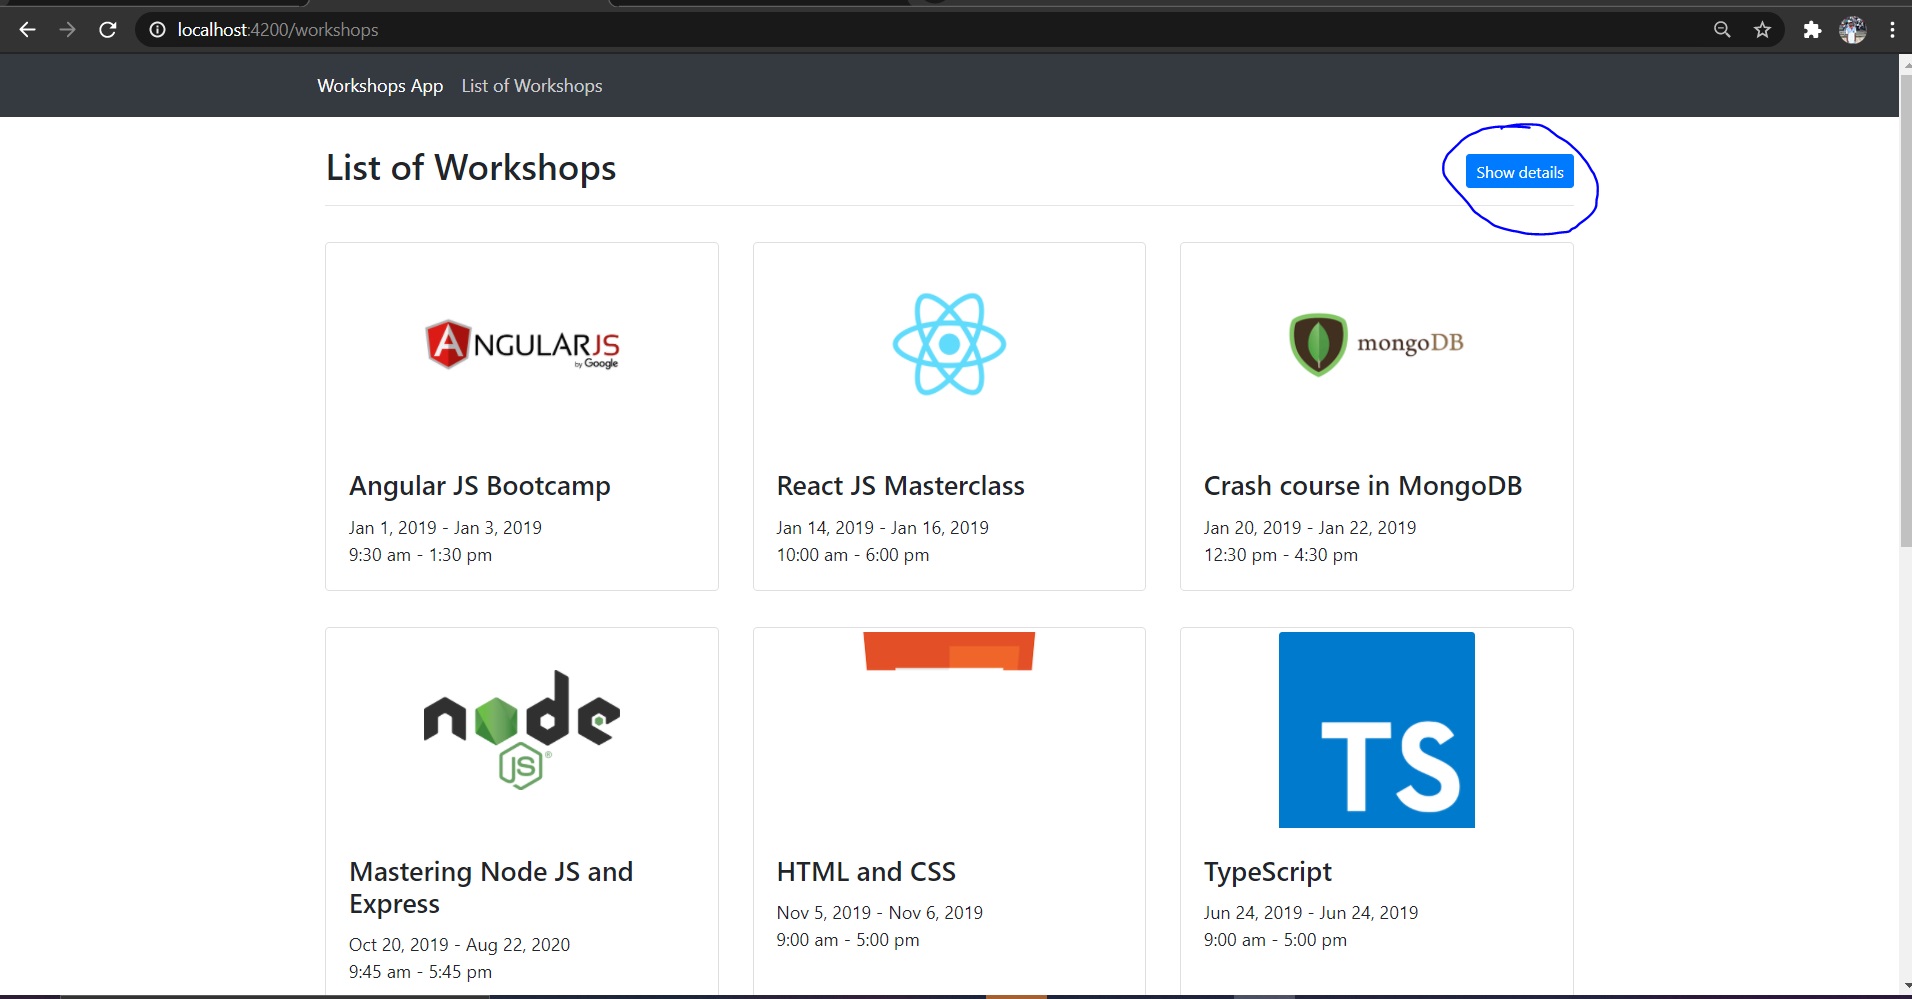 localhost:4200/workshops
Workshops App List of Workshops
List of Workshops
Show details
ANGULARJS
by Google
mongoDB
Angular JS Bootcamp
Jan 1, 2019 - Jan 3, 2019
9:30 am - 1:30 pm
React JS Masterclass
Jan 14, 2019 - Jan 16, 2019
10:00 am - 6:00 pm
Crash course in MongoDB
Jan 20, 2019 - Jan 22, 2019
12:30 pm - 4:30 pm
node
JS®
TS
Mastering Node JS and
Express
Oct 20, 2019 - Aug 22, 2020
9:45 am - 5:45 pm
HTML and CSS
Nov 5, 2019 - Nov 6, 2019
9:00 am - 5:00 pm
TypeScript
Jun 24, 2019 - Jun 24, 2019
9:00 am - 5:00 pm